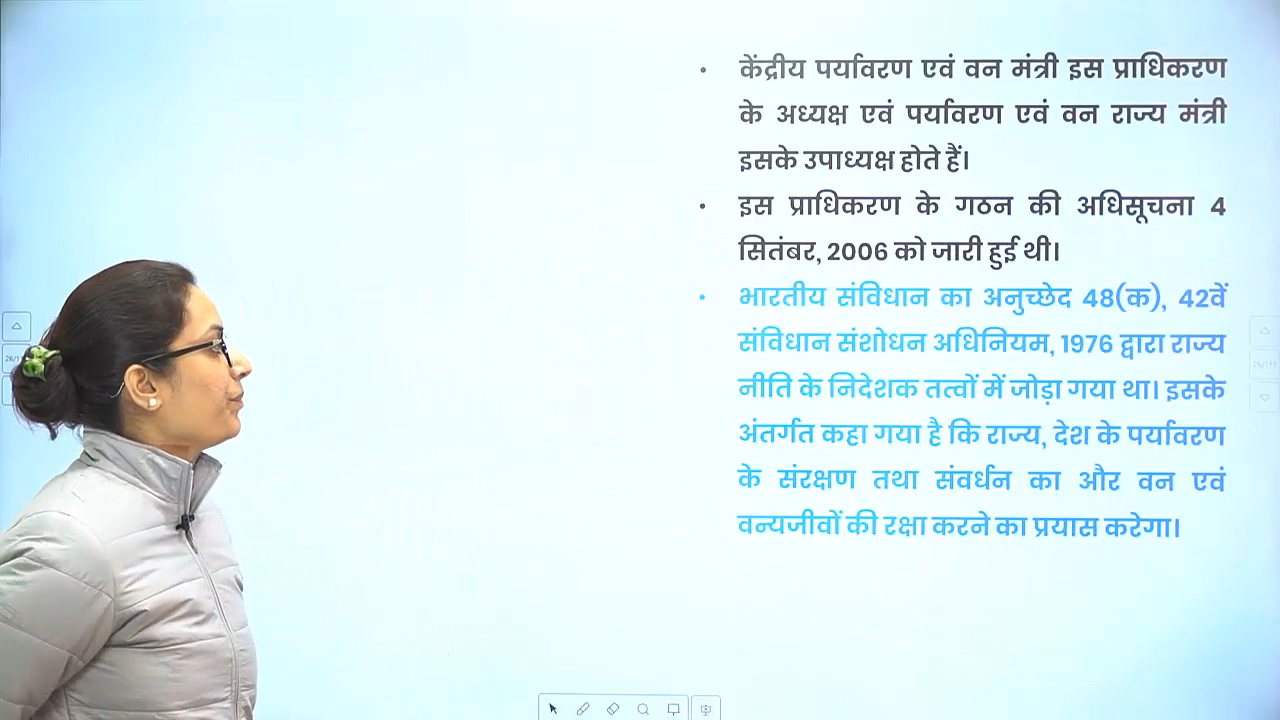 • केंद्रीय पर्यावरण एवं वन मंत्री इस प्राधिकरण
के अध्यक्ष एवं पर्यावरण एवं वन राज्य मंत्री
इसके उपाध्यक्ष होते हैं।
• इस प्राधिकरण के गठन की अधिसूचना 4
सितंबर, 2006 को जारी हुई थी।
• भारतीय संविधान का अनुच्छेद 48(क), 42वें
संविधान संशोधन अधिनियम, 1976 द्वारा राज्य
नीति के निदेशक तत्वों में जोड़ा गया था। इसके
अंतर्गत कहा गया है कि राज्य, देश के पर्यावरण
के संरक्षण तथा संवर्धन का और वन एवं
वन्यजीवों की रक्षा करने का प्रयास करेगा।